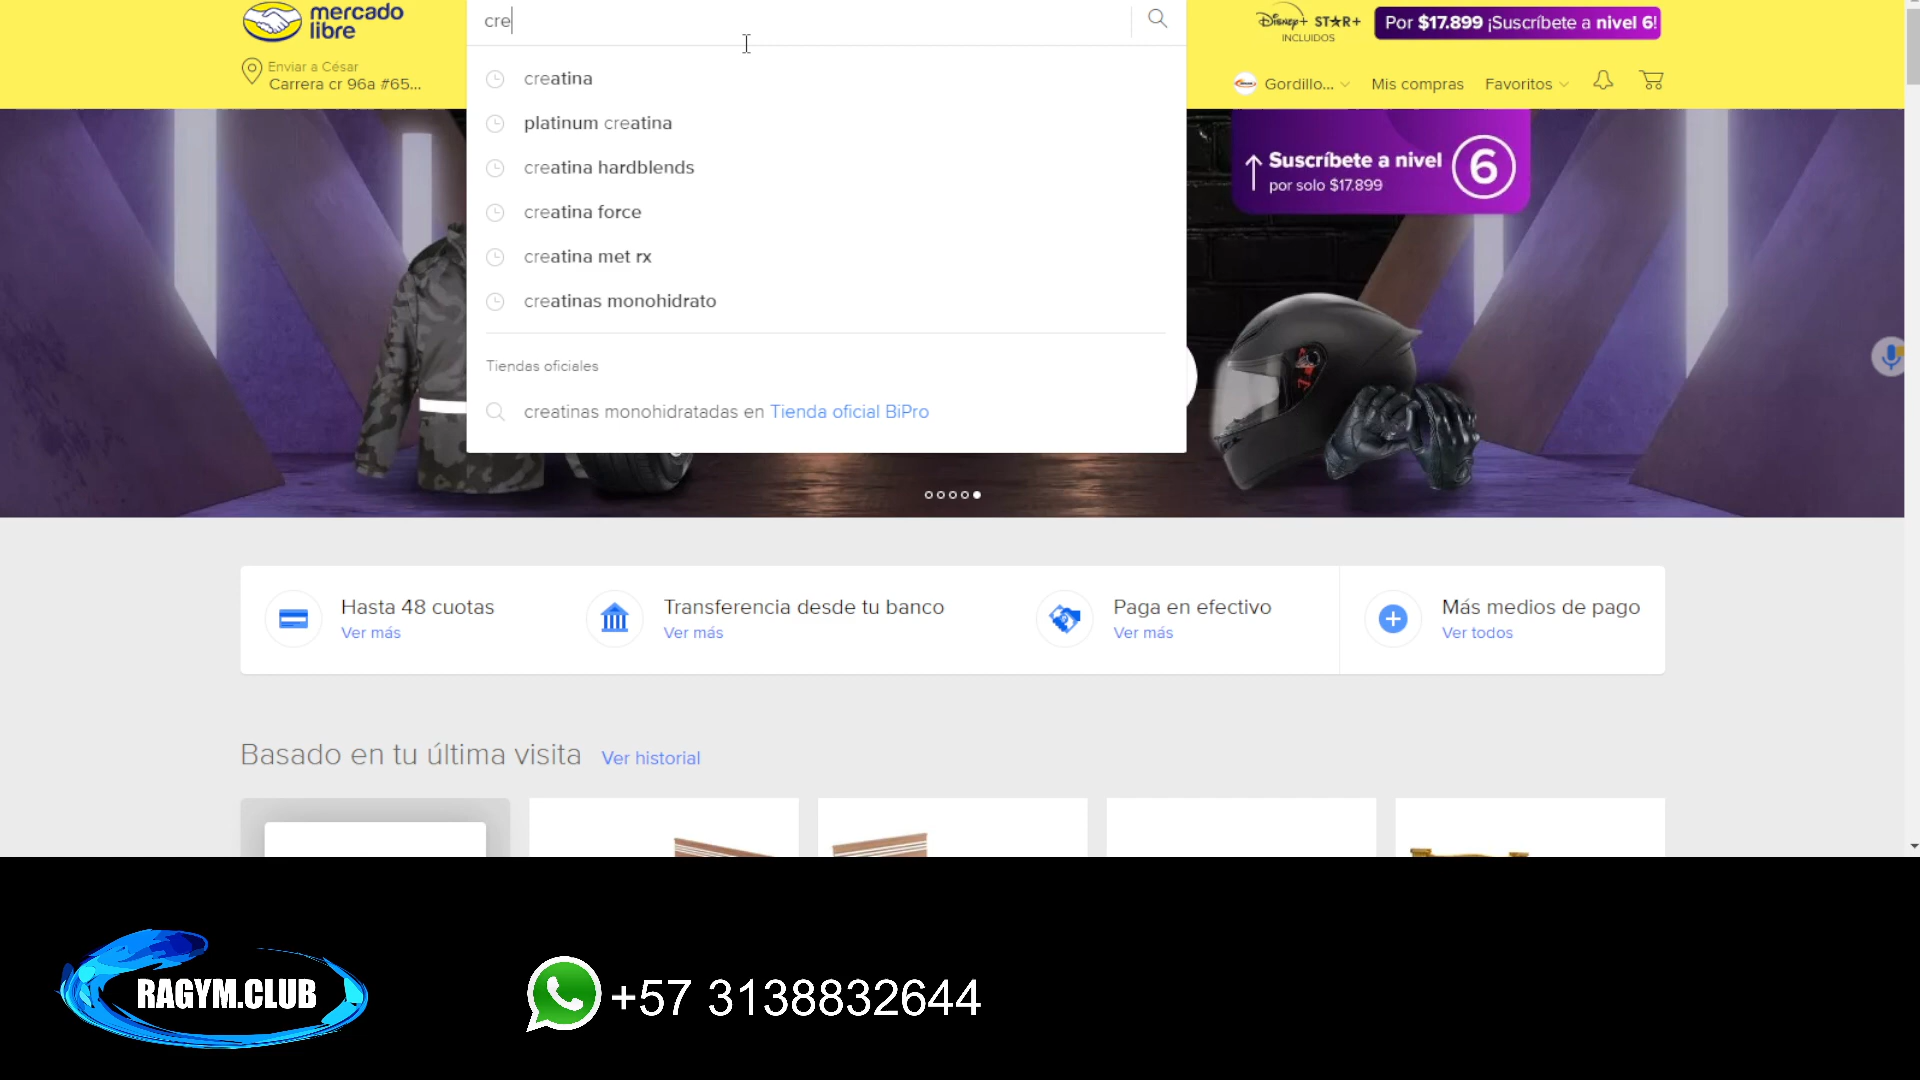 mercado
libre
cre
Disney+ STAR+
INCLUIDOS
Por $17.899 ¡Suscríbete a nivel 6!
Enviar a César
Carrera cr 96a #65...
Gordillo...
Mis compras
Favoritos
creatina
platinum creatina
creatina hardblends
creatina force
creatina met rx
creatinas monohidrato
Tiendas oficiales
creatinas monohidratadas en Tienda oficial BiPro
Suscríbete a nivel 6
por solo $17.899
Hasta 48 cuotas
Ver más
Transferencia desde tu banco
Ver más
Paga en efectivo
Ver más
Más medios de pago
Ver todos
Basado en tu última visita Ver historial
RAGYM.CLUB
+57 3138832644